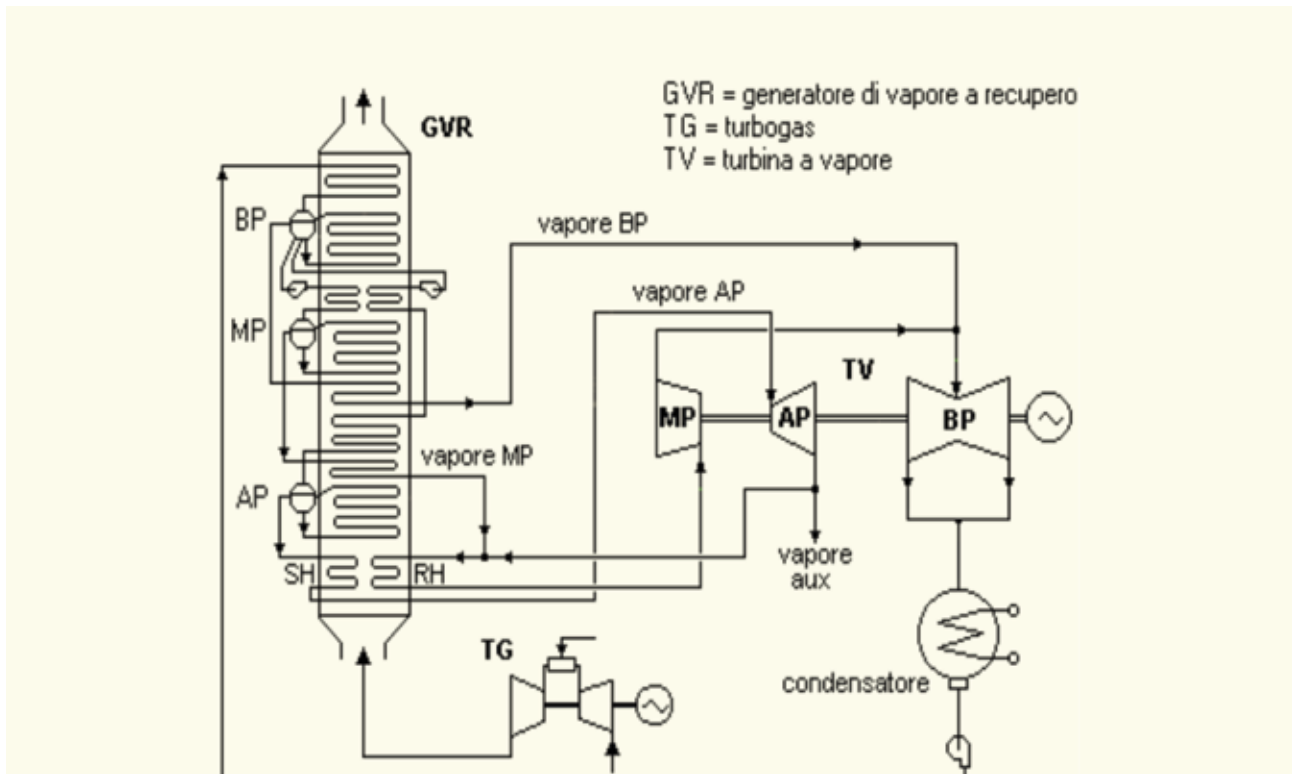 GVR = generatore di vapore a recupero
TG = turbogas
TV = turbina a vapore
GVR
BP
vapore BP
vapore AP
MP
TV
MP
AP
BP
vapore MP
AP
vapore
aux
SH
RH
TG
condensatore